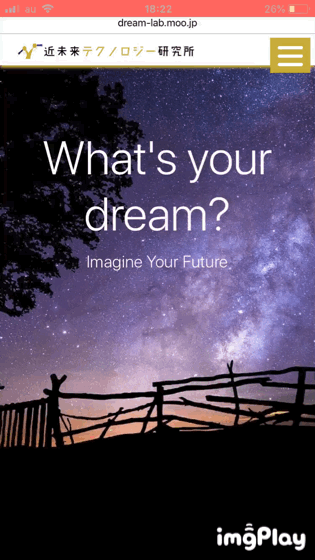 au 18:22 26%
dream-lab.moo.jp
近未来テクノロジー研究所
What's your
dream?
Imagine Your Future
imgPlay